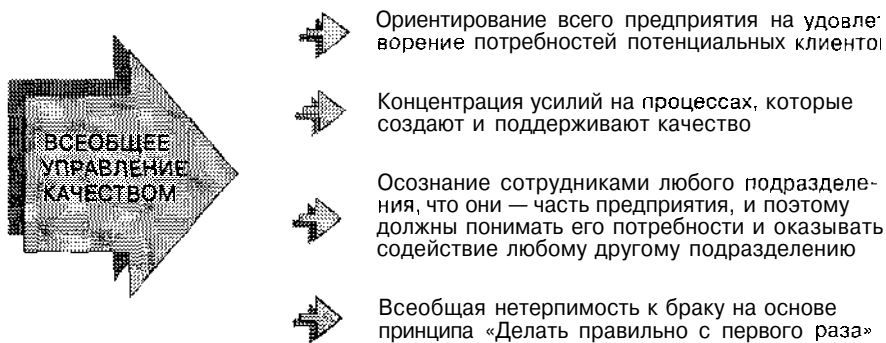 Ориентирование всего предприятия на удовлет
ворение потребностей потенциальных клиентов
Концентрация усилий на процессах, которые
создают и поддерживают качество
ВСЕОБЩЕЕ
УПРАВЛЕНИЕ
КАЧЕСТВОМ
Осознание сотрудниками любого подразделе-
ния, что они — часть предприятия, и поэтому
должны понимать его потребности и оказывать
содействие любому другому подразделению
Всеобщая нетерпимость к браку на основе
принципа «Делать правильно с первого раза»